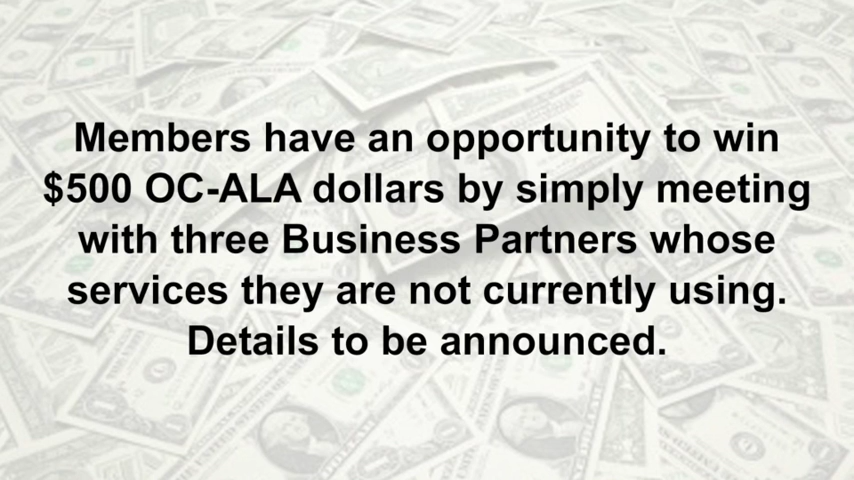 Members have an opportunity to win
$500 OC-ALA dollars by simply meeting
with three Business Partners whose
services they are not currently using.
Details to be announced.